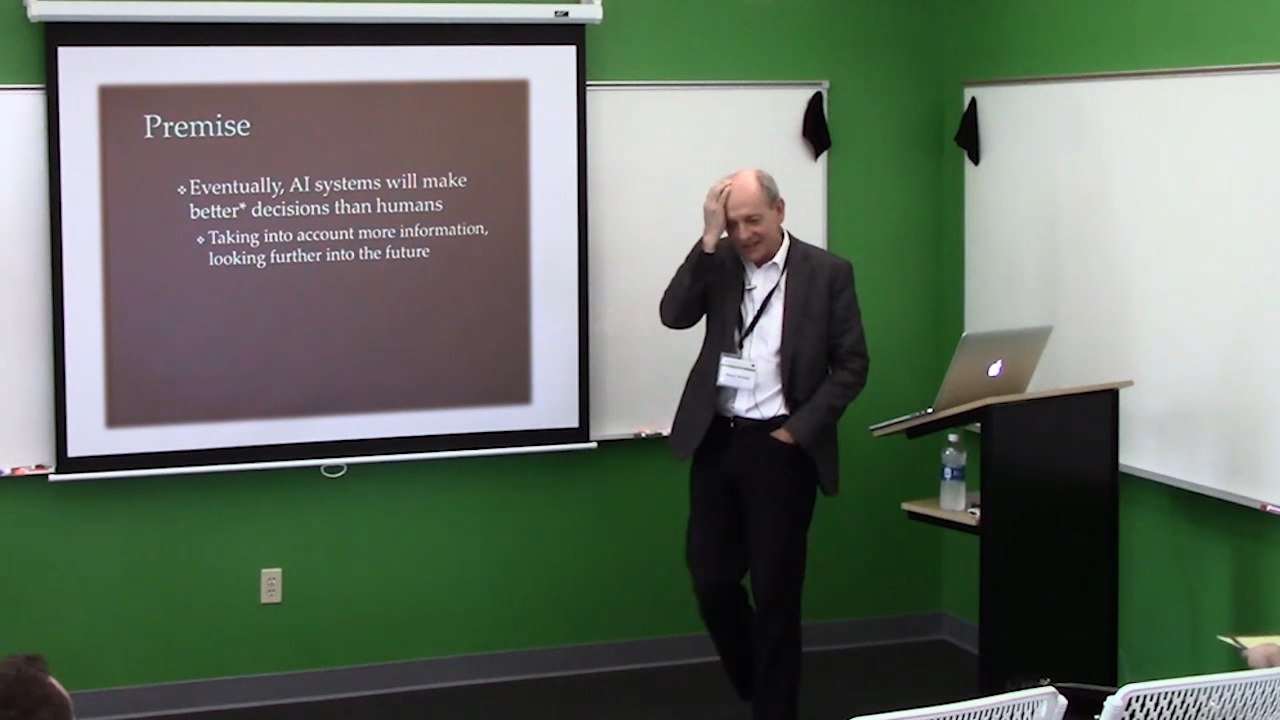 Premise
❖Eventually, AI systems will make
better* decisions than humans
❖ Taking into account more information,
looking further into the future